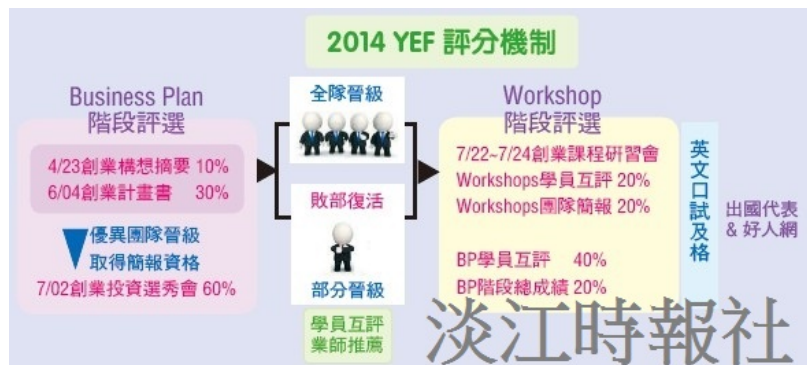 2014 YEF 評分機制
Business Plan
階段評選
4/23創業構想摘要 10%
6/04創業計畫書 30%
優異團隊晉級
取得簡報資格
7/02創業投資選秀會 60%
全隊晉級
敗部復活
部分晉級
學員互評
業師推薦
Workshop
階段評選
7/22~7/24創業課程研習會
Workshops學員互評 20%
Workshops團隊簡報 20%
BP學員互評 40%
BP階段總成績 20%
英文口試及格
出國代表
& 好人網
淡江時報社